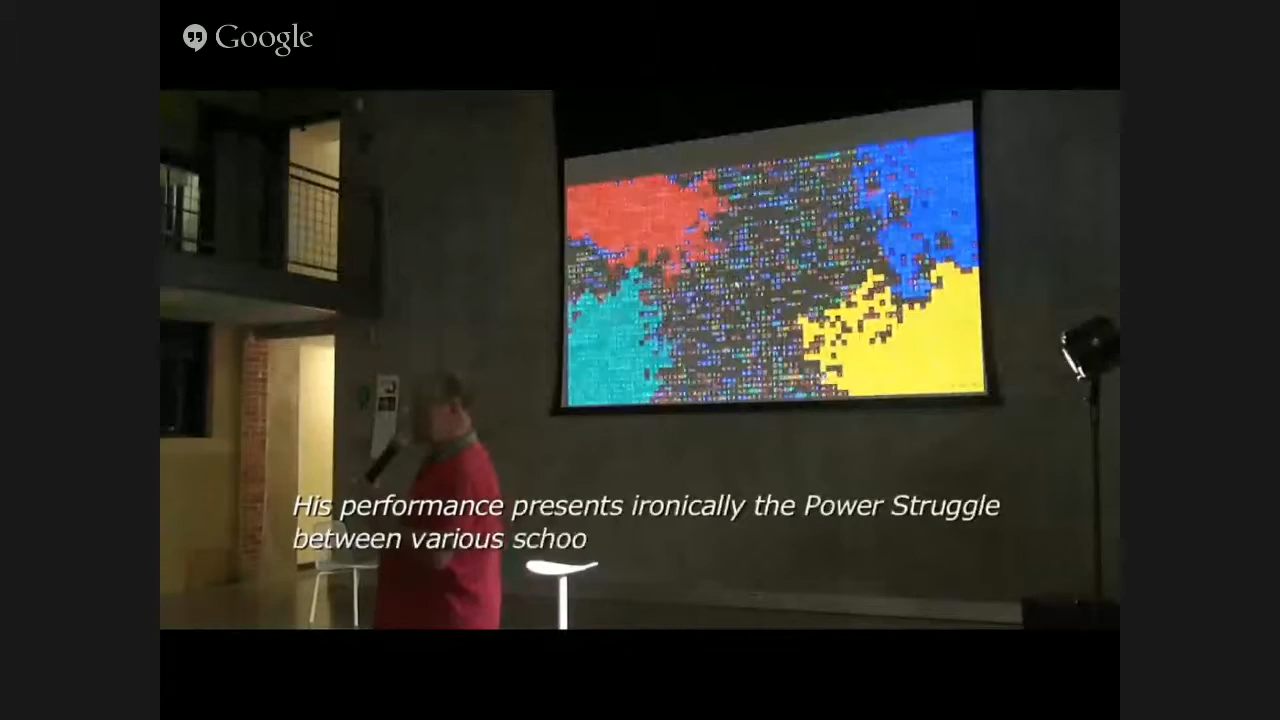 Google
His performance presents ironically the Power Struggle
between various schoo